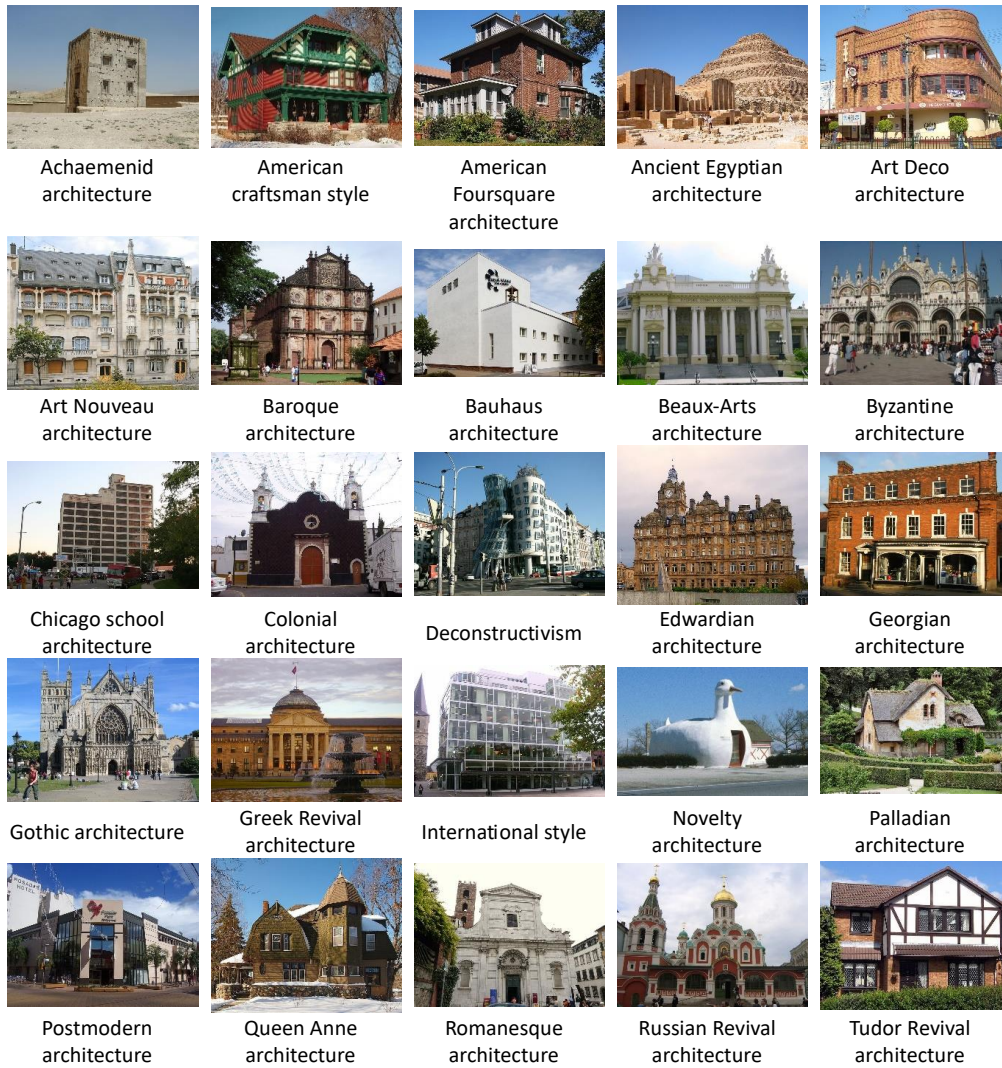 Achaemenid
architecture
American
craftsman style
American
Foursquare
architecture
Ancient Egyptian
architecture
Art Deco
architecture
Art Nouveau
architecture
Baroque
architecture
Bauhaus
architecture
Beaux-Arts
architecture
Byzantine
architecture
Chicago school
architecture
Colonial
architecture
Deconstructivism
Edwardian
architecture
Georgian
architecture
Gothic architecture
Greek Revival
architecture
International style
Novelty
architecture
Palladian
architecture
HOTEL
Postmodern
architecture
Queen Anne
architecture
Romanesque
architecture
Russian Revival
architecture
Tudor Revival
architecture